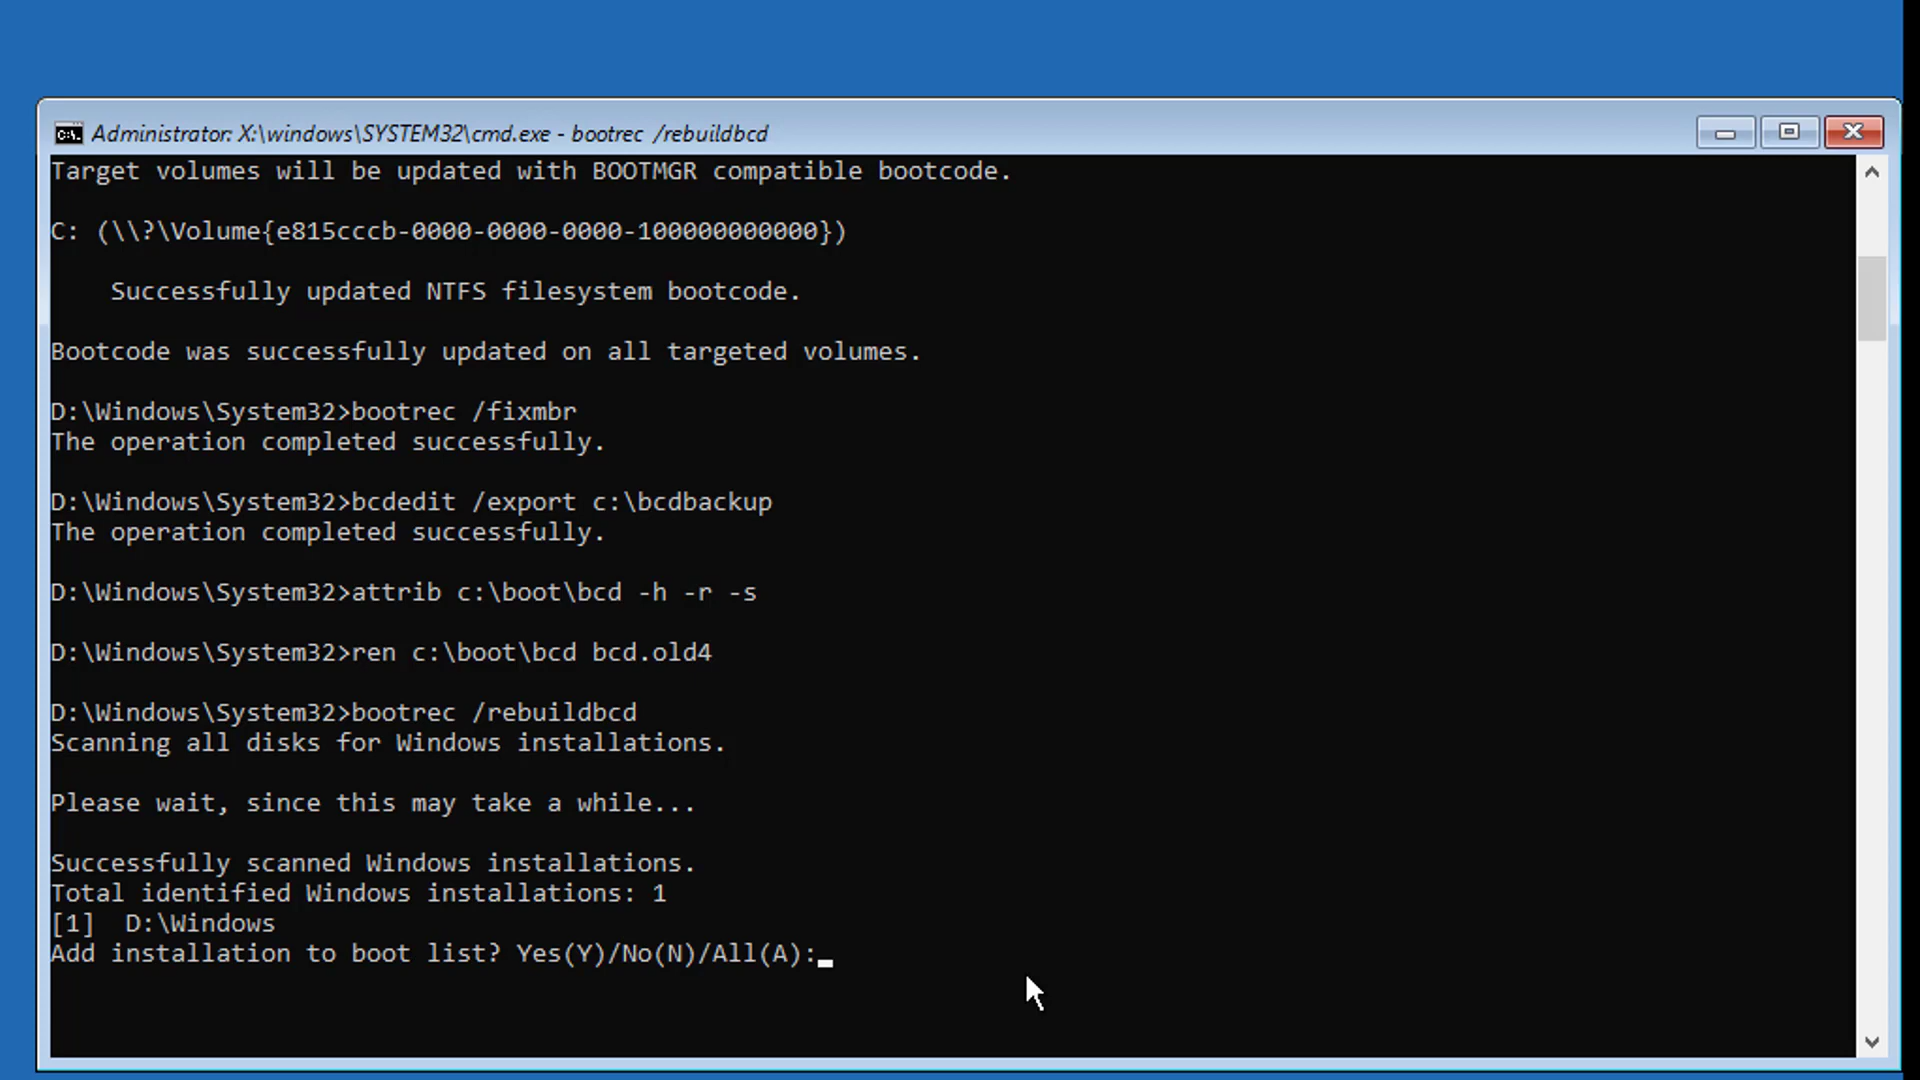 Administrator: X:\windows\SYSTEM32\cmd.exe - bootrec /rebuildbcd
Target volumes will be updated with BOOTMGR compatible bootcode.
C: (\\?\Volume{e815cccb-0000-0000-0000-100000000000})
Successfully updated NTFS filesystem bootcode.
Bootcode was successfully updated on all targeted volumes.
D:\Windows\System32>bootrec /fixmbr
The operation completed successfully.
D:\Windows\System32>bcdedit /export c:\bcdbackup
The operation completed successfully.
D:\Windows\System32>attrib c:\boot\bcd -h -r -s
D:\Windows\System32>ren c:\boot\bcd bcd.old4
D:\Windows\System32>bootrec /rebuildbcd
Scanning all disks for Windows installations.
Please wait, since this may take a while...
Successfully scanned Windows installations.
Total identified Windows installations: 1
[1]  D:\Windows
Add installation to boot list? Yes(Y)/No(N)/All(A):